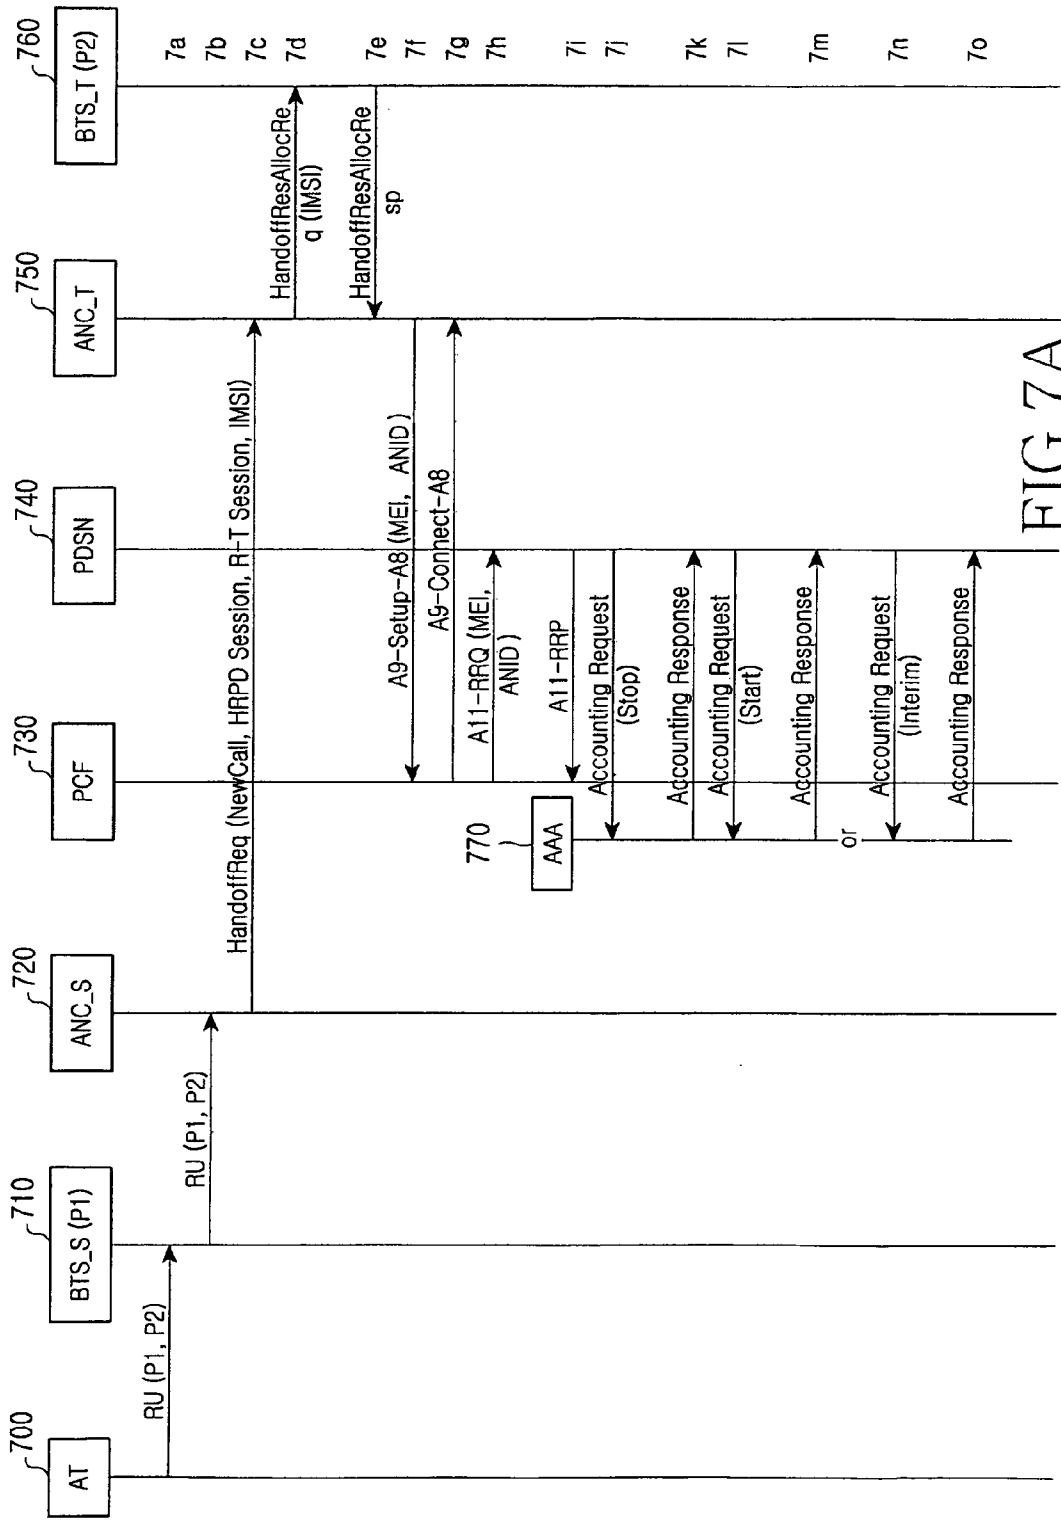 700
AT
710
BTS_S (P1)
720
ANC_S
730
PCF
740
PDSN
750
ANC_T
760
BTS_T (P2)
RU (P1, P2)
7a
RU (P1, P2)
7b
HandoffReq (NewCall, HRPD Session, R-T Session, IMSI)
7c
HandoffResAllocRe
q (IMSI)
7d
HandoffResAllocRe
sp
7e
A9-Setup-A8 (MEI, ANID)
7f
A9-Connect-A8
7g
A11-RRQ (MEI,
ANID)
7h
770
AAA
A11-RRP
7i
Accounting Request
(Stop)
7j
Accounting Response
7k
Accounting Request
(Start)
7l
Accounting Response
7m
or
Accounting Request
(Interim)
7n
Accounting Response
7o
FIG.7A